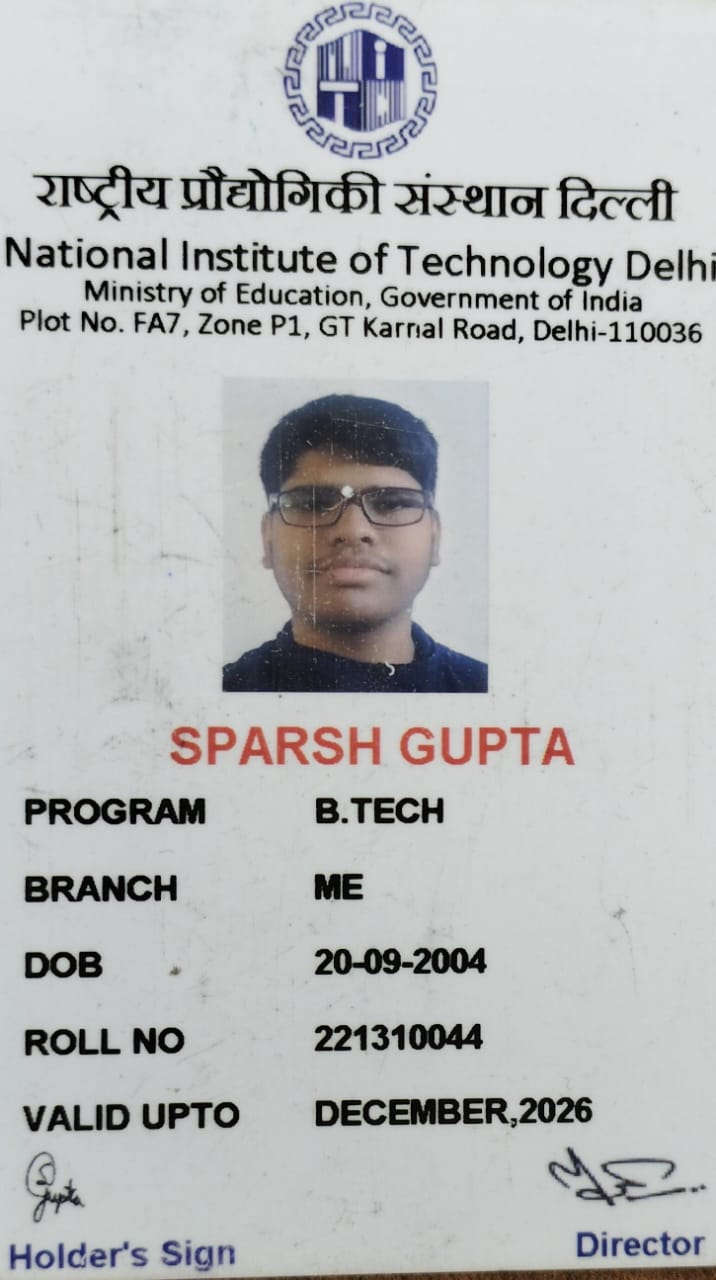 राष्ट्रीय प्रौद्योगिकी संस्थान दिल्ली
National Institute of Technology Delhi
Ministry of Education, Government of India
Plot No. FA7, Zone P1, GT Karnal Road, Delhi-110036
SPARSH GUPTA
PROGRAM B.TECH
BRANCH ME
DOB 20-09-2004
ROLL NO 221310044
VALID UPTO DECEMBER,2026
Gupta
Holder's Sign Director